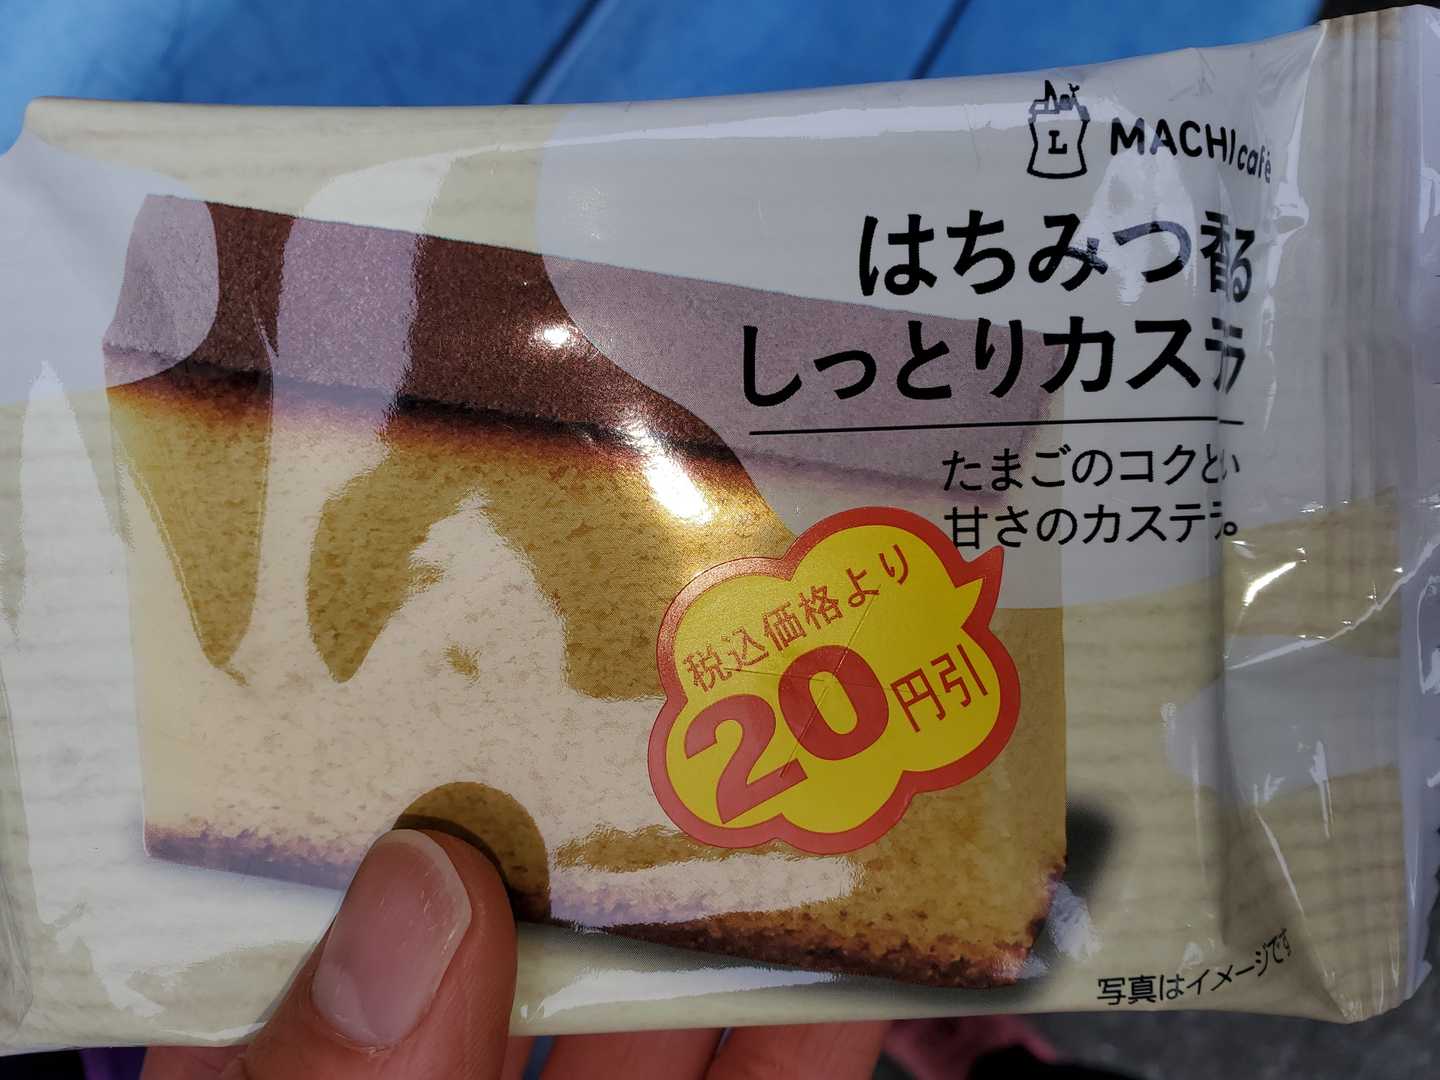 L MACHI café
はちみつ香る
しっとりカステラ
たまごのコクとい
甘さのカステラ。
税込価格より
20円引
写真はイメージです